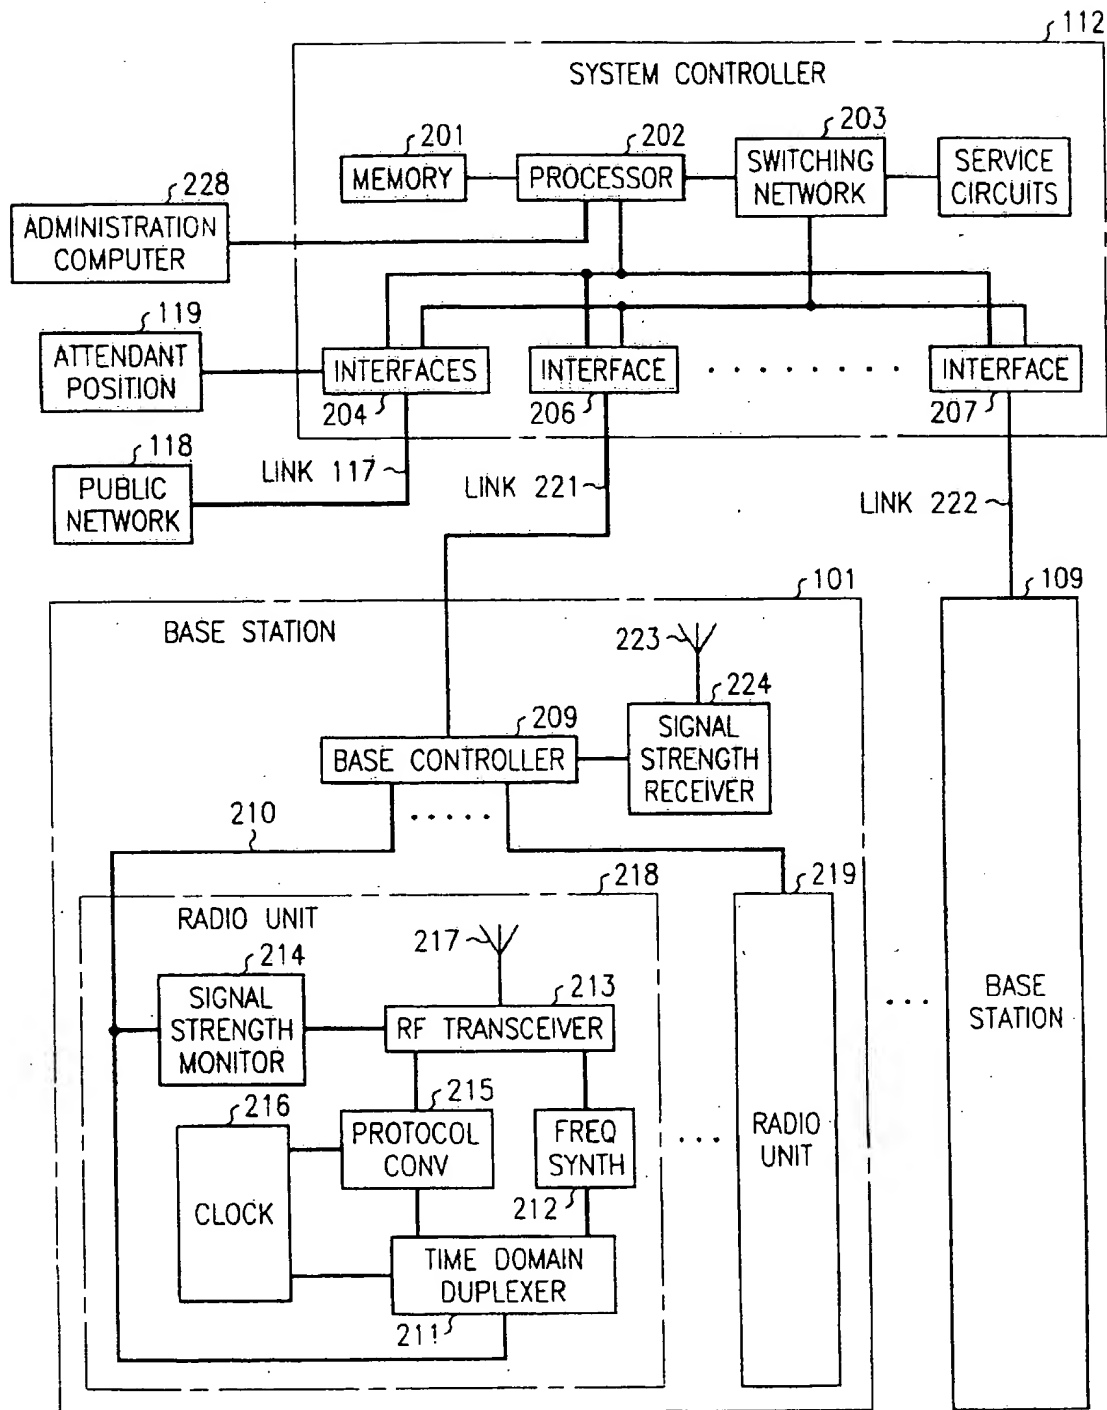 112
SYSTEM CONTROLLER
201
MEMORY
202
PROCESSOR
203
SWITCHING
NETWORK
SERVICE
CIRCUITS
228
ADMINISTRATION
COMPUTER
119
ATTENDANT
POSITION
INTERFACES
204
INTERFACE
206
INTERFACE
207
118
PUBLIC
NETWORK
LINK 117
LINK 221
LINK 222
101
BASE STATION
109
BASE
STATION
223
224
SIGNAL
STRENGTH
RECEIVER
209
BASE CONTROLLER
210
218
RADIO UNIT
219
RADIO
UNIT
217
214
SIGNAL
STRENGTH
MONITOR
213
RF TRANSCEIVER
215
PROTOCOL
CONV
216
CLOCK
FREQ
SYNTH
212
TIME DOMAIN
DUPLEXER
211